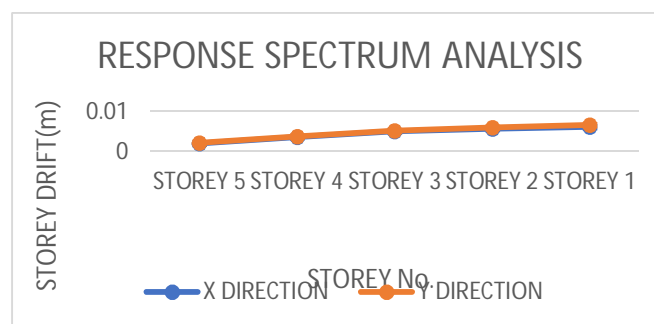 RESPONSE SPECTRUM ANALYSIS
STOREY DRIFT(m)
0.01
0
STOREY 5 STOREY 4 STOREY 3 STOREY 2 STOREY 1
STOREY No.
X DIRECTION Y DIRECTION